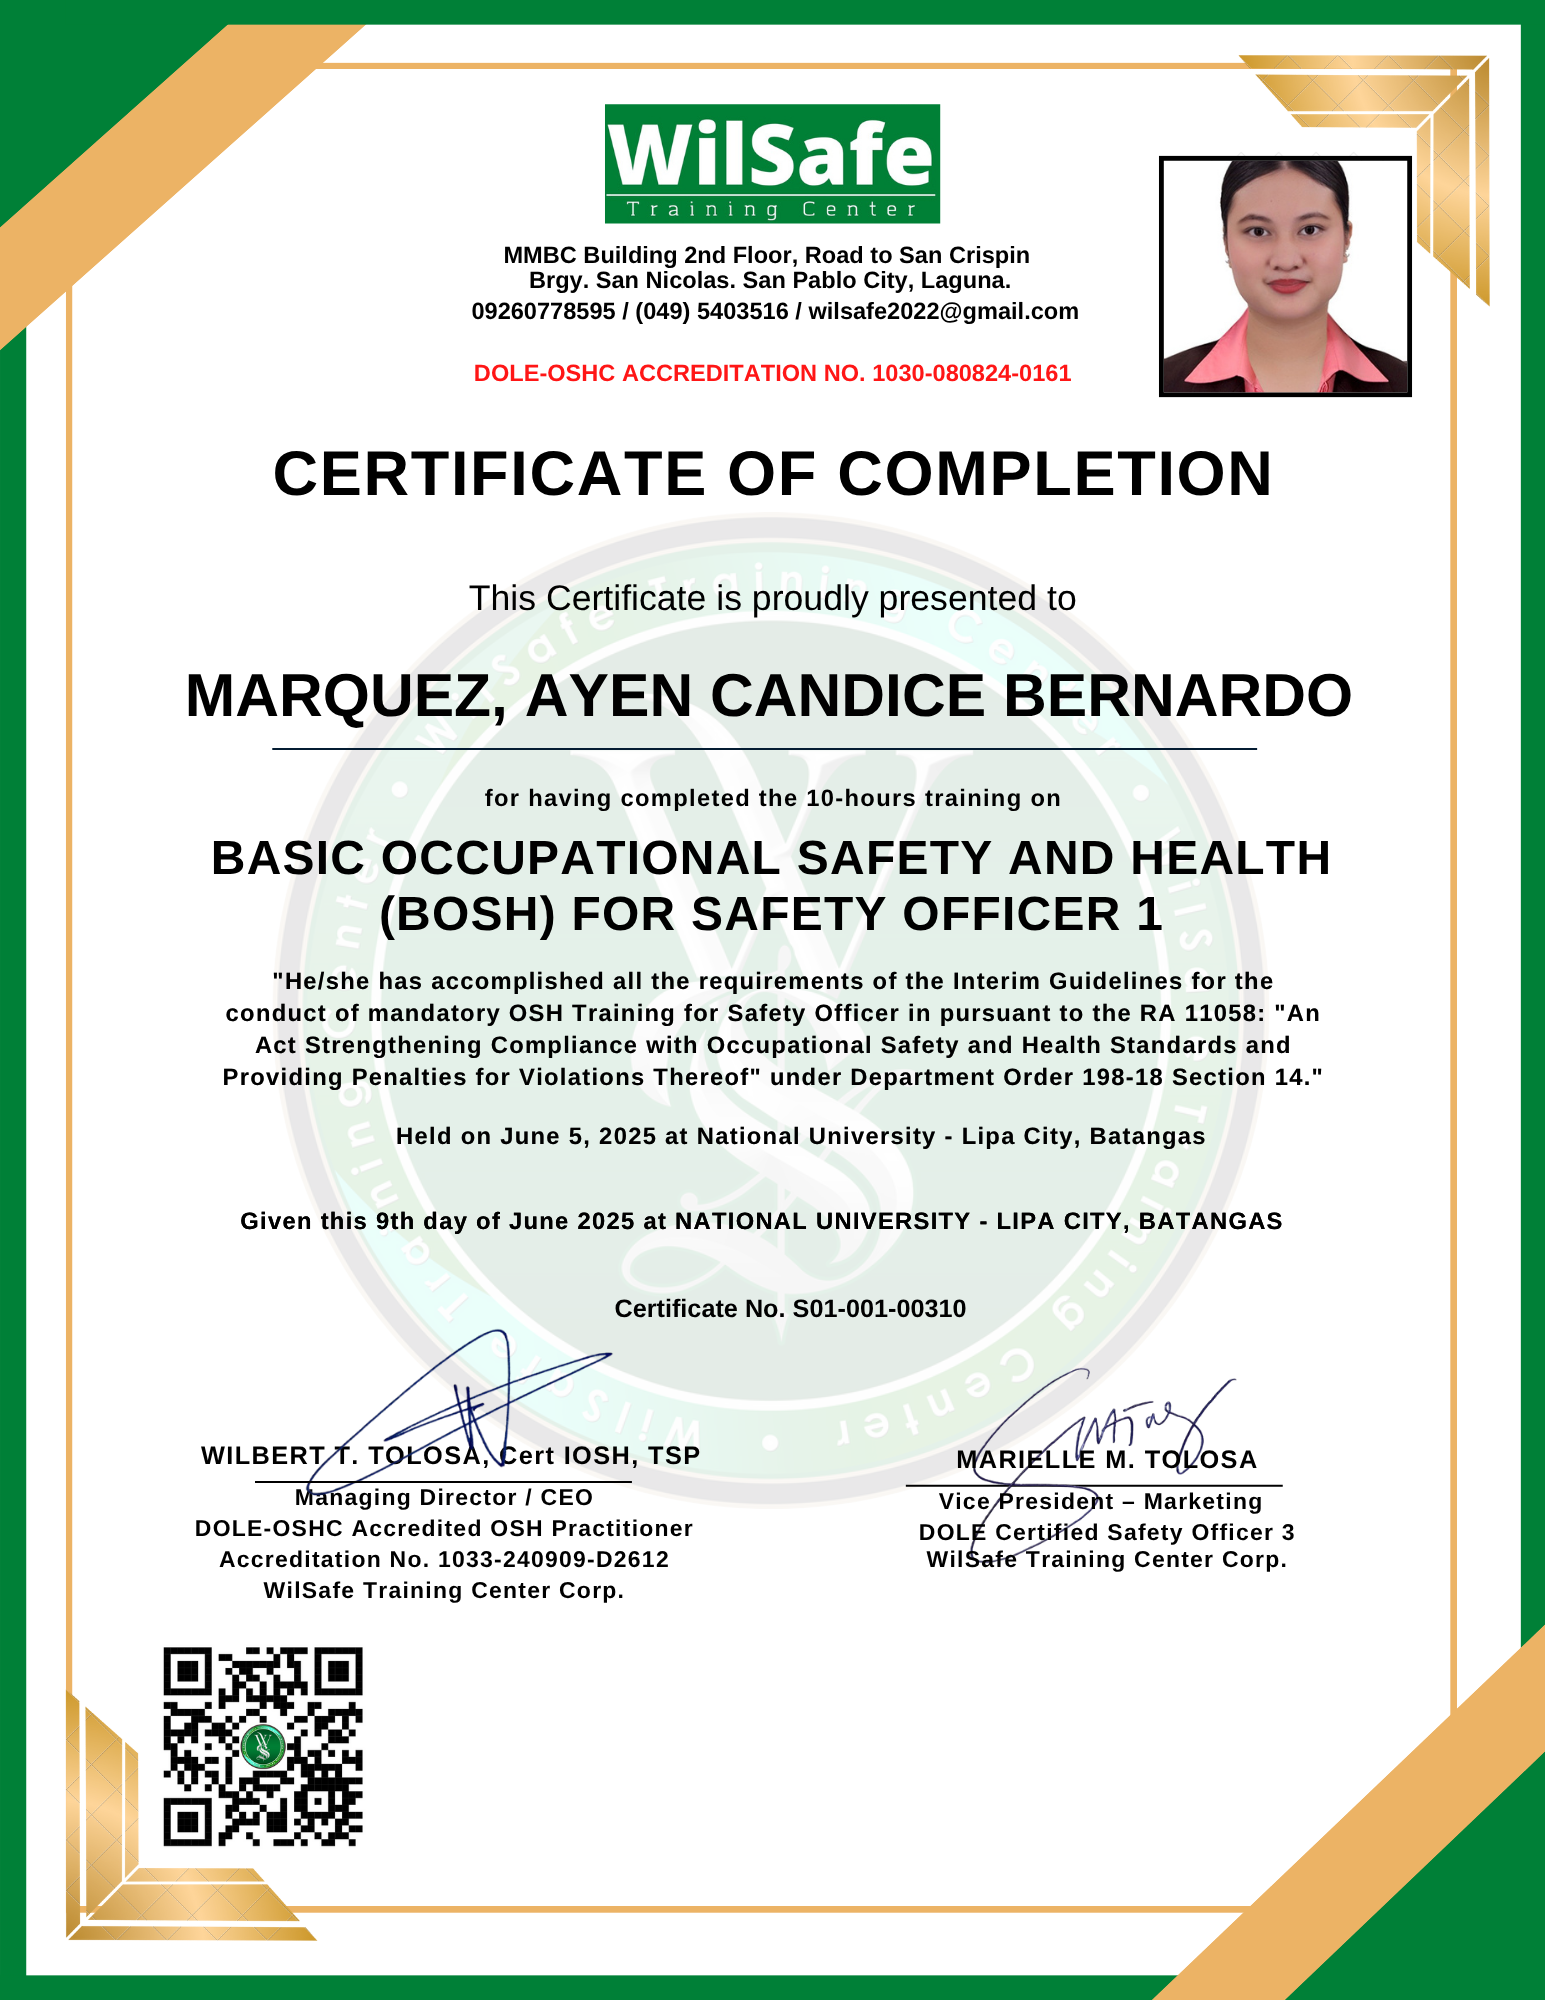 WilSafe
Training Center
MMBC Building 2nd Floor, Road to San Crispin
Brgy. San Nicolas. San Pablo City, Laguna.
09260778595 / (049) 5403516 / wilsafe2022@gmail.com
DOLE-OSHC ACCREDITATION NO. 1030-080824-0161
CERTIFICATE OF COMPLETION
This Certificate is proudly presented to
MARQUEZ, AYEN CANDICE BERNARDO
for having completed the 10-hours training on
BASIC OCCUPATIONAL SAFETY AND HEALTH
(BOSH) FOR SAFETY OFFICER 1
"He/she has accomplished all the requirements of the Interim Guidelines for the
conduct of mandatory OSH Training for Safety Officer in pursuant to the RA 11058: "An
Act Strengthening Compliance with Occupational Safety and Health Standards and
Providing Penalties for Violations Thereof" under Department Order 198-18 Section 14."
Held on June 5, 2025 at National University - Lipa City, Batangas
Given this 9th day of June 2025 at NATIONAL UNIVERSITY - LIPA CITY, BATANGAS
Certificate No. S01-001-00310
WILBERT T. TOLOSA, Cert IOSH, TSP
Managing Director / CEO
DOLE-OSHC Accredited OSH Practitioner
Accreditation No. 1033-240909-D2612
WilSafe Training Center Corp.
MARIELLE M. TOLOSA
Vice President – Marketing
DOLE Certified Safety Officer 3
WilSafe Training Center Corp.
WilSafe Training Center • WilSafe Training Center • WilSafe Training Center •